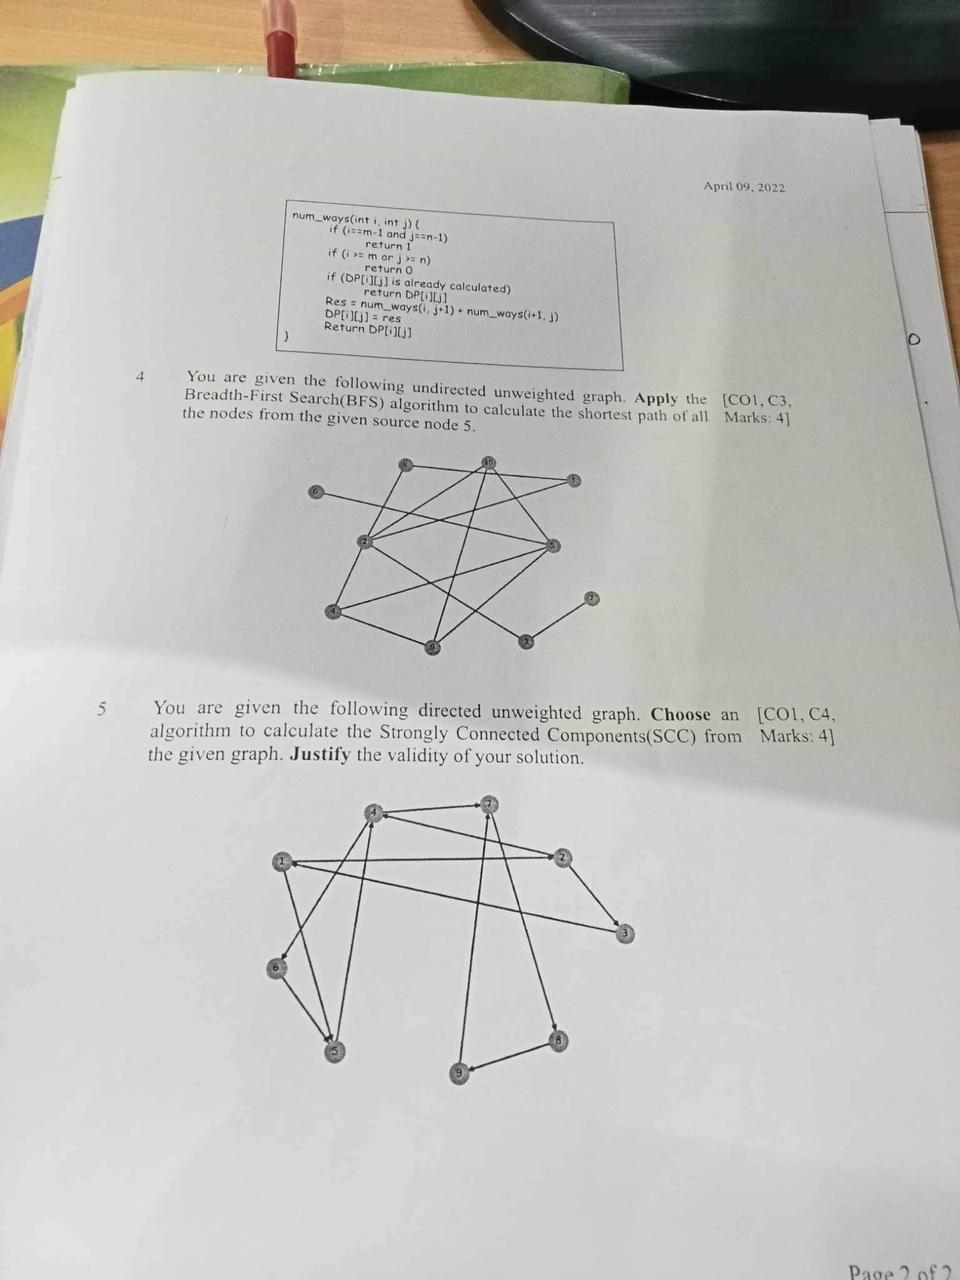 April 09, 2022
num_ways(int i, int j) {
if (i==m-1 and j==n-1)
return 1
if (i >= m or j >= n)
return 0
if (DP[i][j] is already calculated)
return DP[i][j]
Res = num_ways(i, j+1) + num_ways(i+1, j)
DP[i][j] = res
Return DP[i][j]
}
4 You are given the following undirected unweighted graph. Apply the [CO1, C3,
Breadth-First Search(BFS) algorithm to calculate the shortest path of all Marks: 4]
the nodes from the given source node 5.
10
6
2
5
4
9
5 You are given the following directed unweighted graph. Choose an [CO1, C4,
algorithm to calculate the Strongly Connected Components(SCC) from Marks: 4]
the given graph. Justify the validity of your solution.
4
7
1
2
3
6
5
8
9
Page 2 of 2